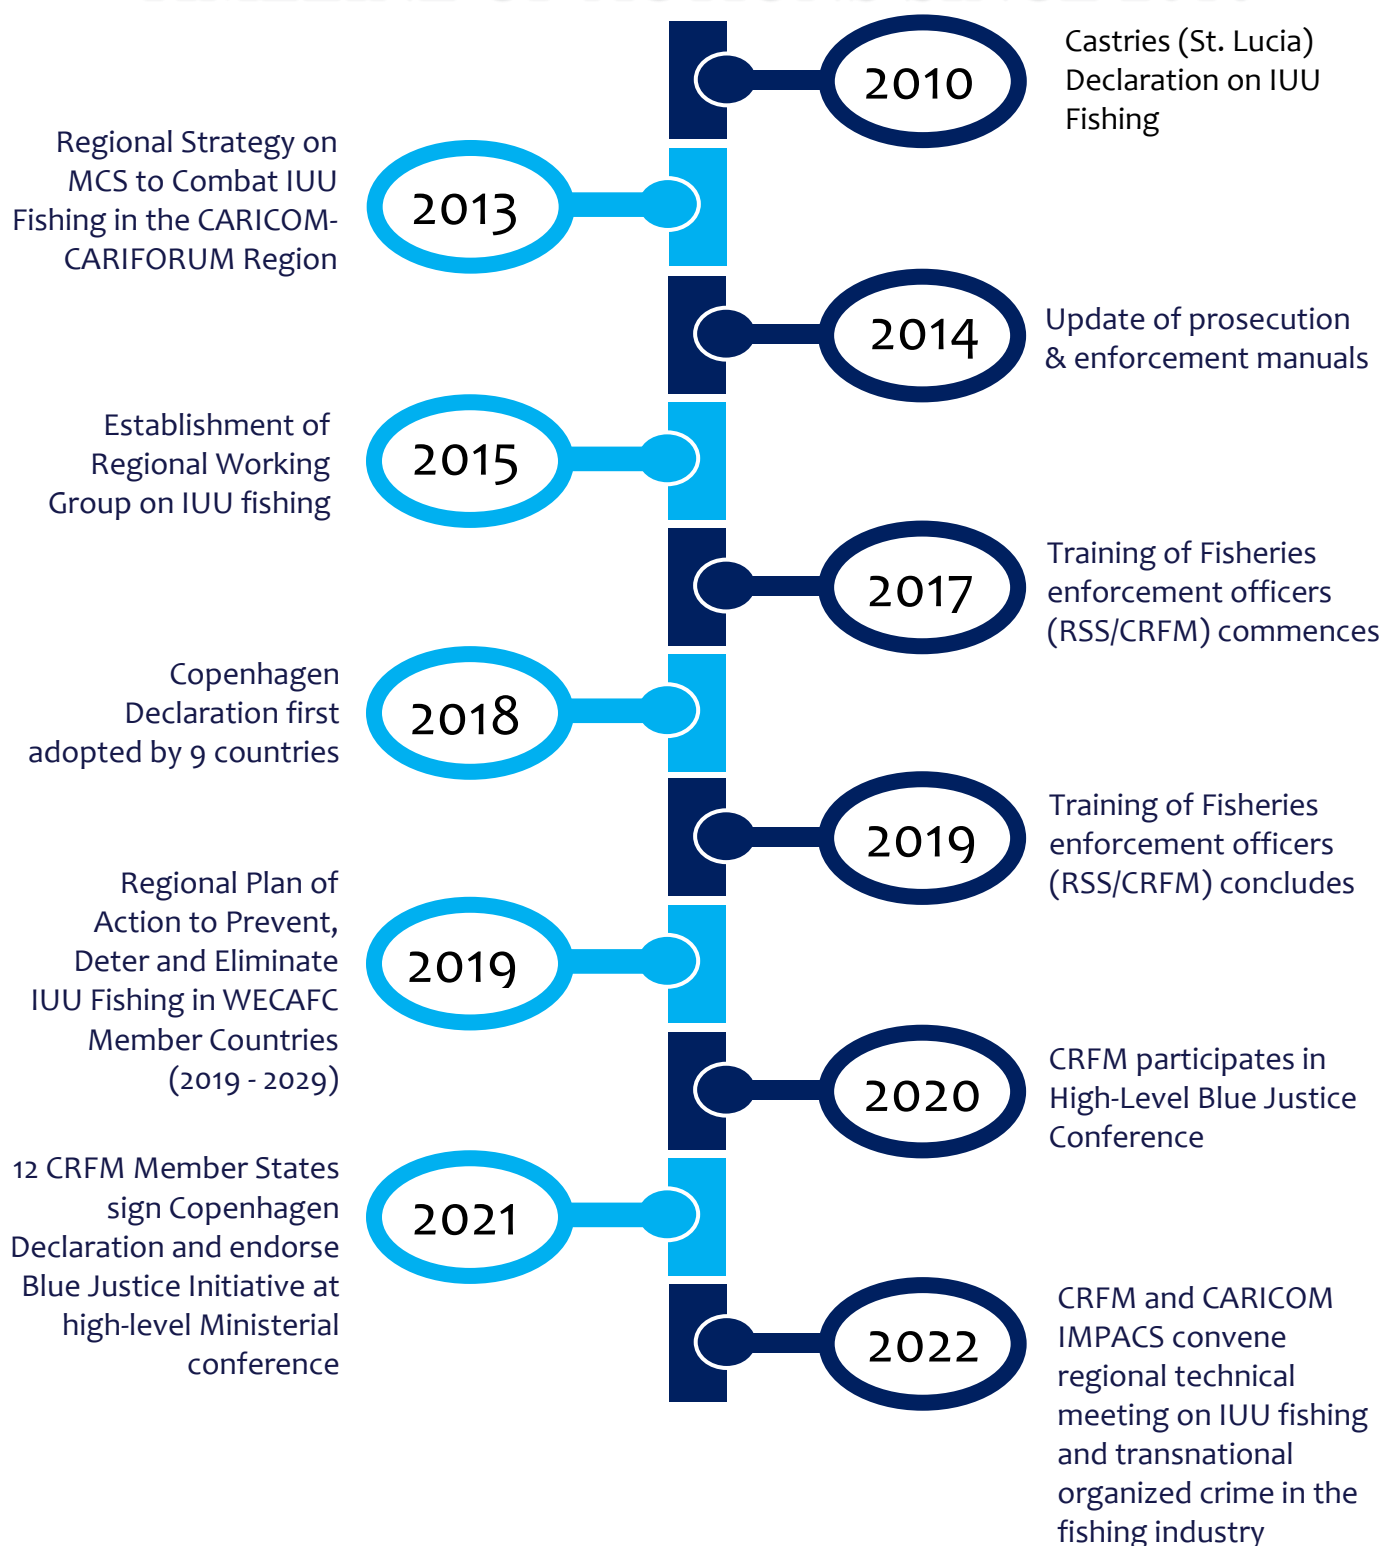 2010
Castries (St. Lucia)
Declaration on IUU
Fishing
Regional Strategy on
MCS to Combat IUU
Fishing in the CARICOM-
CARIFORUM Region
2013
2014
Update of prosecution
& enforcement manuals
Establishment of
Regional Working
Group on IUU fishing
2015
2017
Training of Fisheries
enforcement officers
(RSS/CRFM) commences
Copenhagen
Declaration first
adopted by 9 countries
2018
2019
Training of Fisheries
enforcement officers
(RSS/CRFM) concludes
Regional Plan of
Action to Prevent,
Deter and Eliminate
IUU Fishing in WECAFC
Member Countries
(2019 - 2029)
2019
2020
CRFM participates in
High-Level Blue Justice
Conference
12 CRFM Member States
sign Copenhagen
Declaration and endorse
Blue Justice Initiative at
high-level Ministerial
conference
2021
2022
CRFM and CARICOM
IMPACS convene
regional technical
meeting on IUU fishing
and transnational
organized crime in the
fishing industry